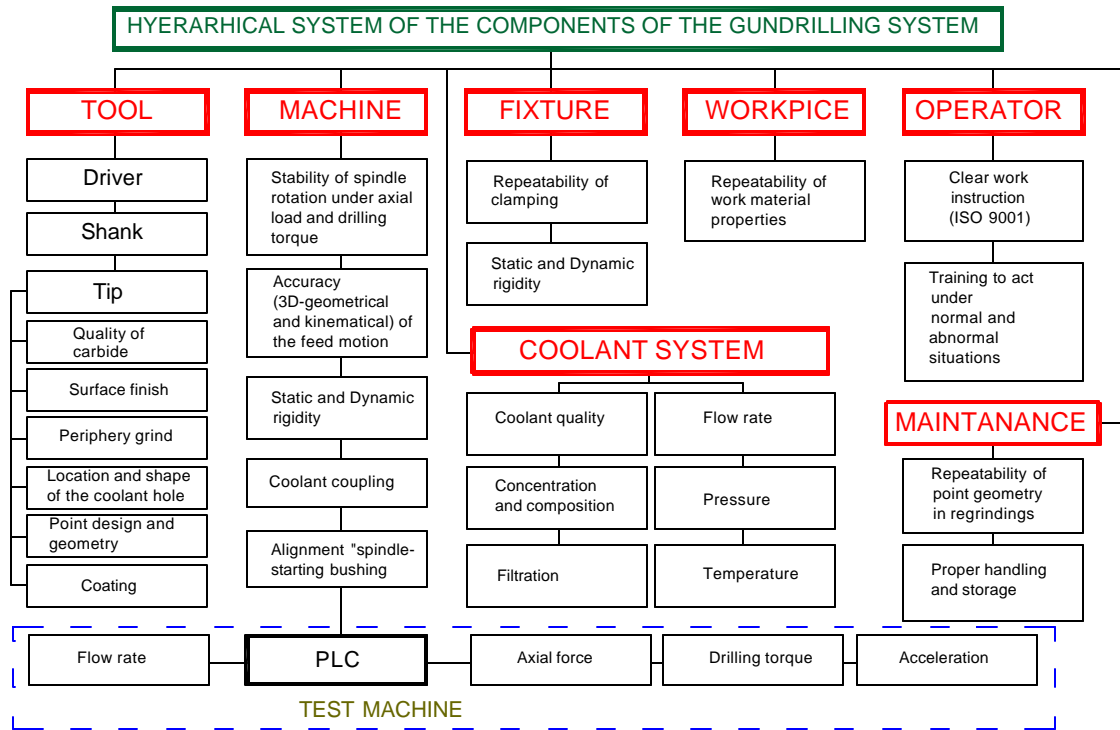 HYERARHICAL SYSTEM OF THE COMPONENTS OF THE GUNDRILLING SYSTEM
TOOL
Driver
Shank
Tip
Quality of
carbide
Surface finish
Periphery grind
Location and shape
of the coolant hole
Point design and
geometry
Coating
MACHINE
Stability of spindle
rotation under axial
load and drilling
torque
Accuracy
(3D-geometrical
and kinematical) of
the feed motion
Static and Dynamic
rigidity
Coolant coupling
Alignment "spindle-
starting bushing
FIXTURE
Repeatability of
clamping
Static and Dynamic
rigidity
WORKPICE
Repeatability of
work material
properties
OPERATOR
Clear work
instruction
(ISO 9001)
Training to act
under
normal and
abnormal
situations
COOLANT SYSTEM
Coolant quality
Concentration
and composition
Filtration
Flow rate
Pressure
Temperature
MAINTANANCE
Repeatability of
point geometry
in regrindings
Proper handling
and storage
Flow rate
PLC
Axial force
Drilling torque
Acceleration
TEST MACHINE